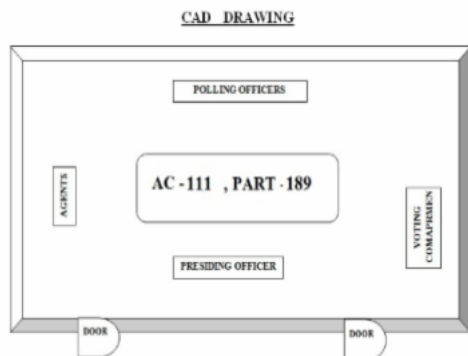 CAD DRAWING
POLLING OFFICERS
AGENTS
AC -111 , PART - 189
VOTING
COMAPRMEN
PRESIDING OFFICER
DOOR
DOOR